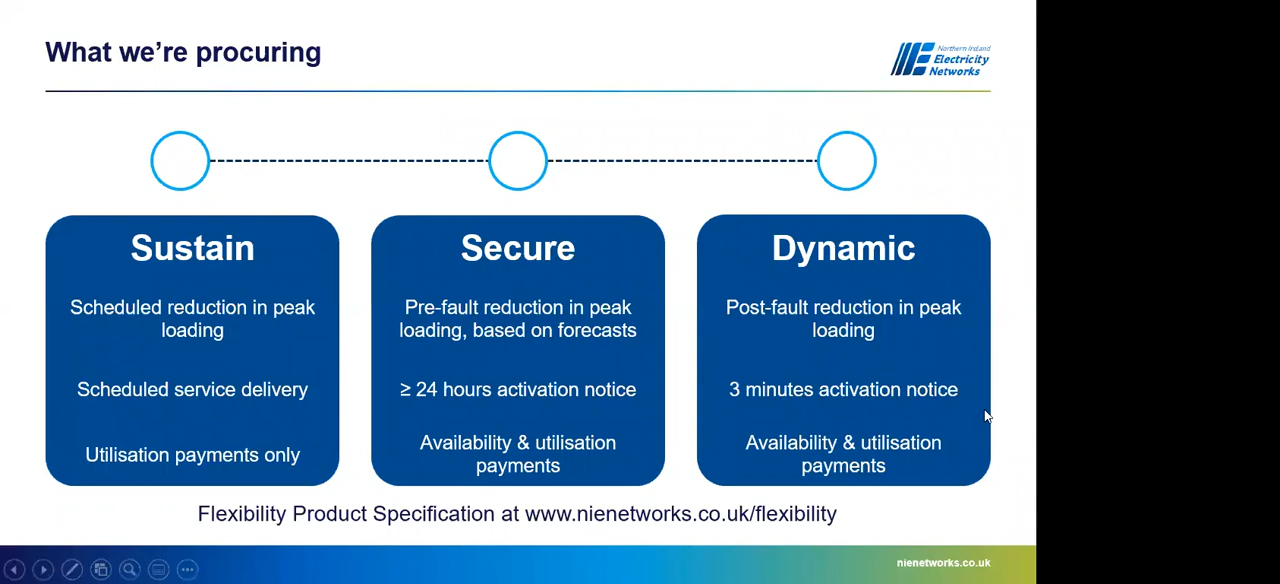 What we're procuring
Northern Ireland
Electricity
Networks
Sustain
Scheduled reduction in peak
loading
Scheduled service delivery
Utilisation payments only
Secure
Pre-fault reduction in peak
loading, based on forecasts
≥ 24 hours activation notice
Availability & utilisation
payments
Dynamic
Post-fault reduction in peak
loading
3 minutes activation notice
Availability & utilisation
payments
Flexibility Product Specification at www.nienetworks.co.uk/flexibility
nienetworks.co.uk